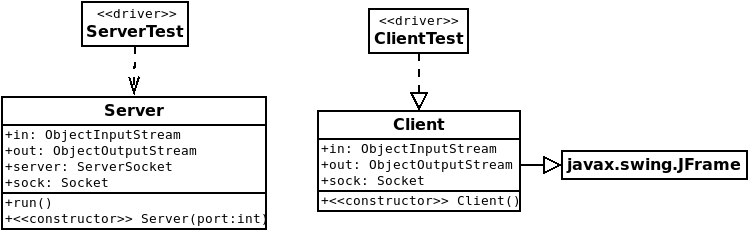 <<driver>>
ServerTest
Server
+in: ObjectInputStream
+out: ObjectOutputStream
+server: ServerSocket
+sock: Socket
+run()
+<<constructor>> Server(port:int)
<<driver>>
ClientTest
Client
+in: ObjectInputStream
+out: ObjectOutputStream
+sock: Socket
+<<constructor>> Client()
javax.swing.JFrame